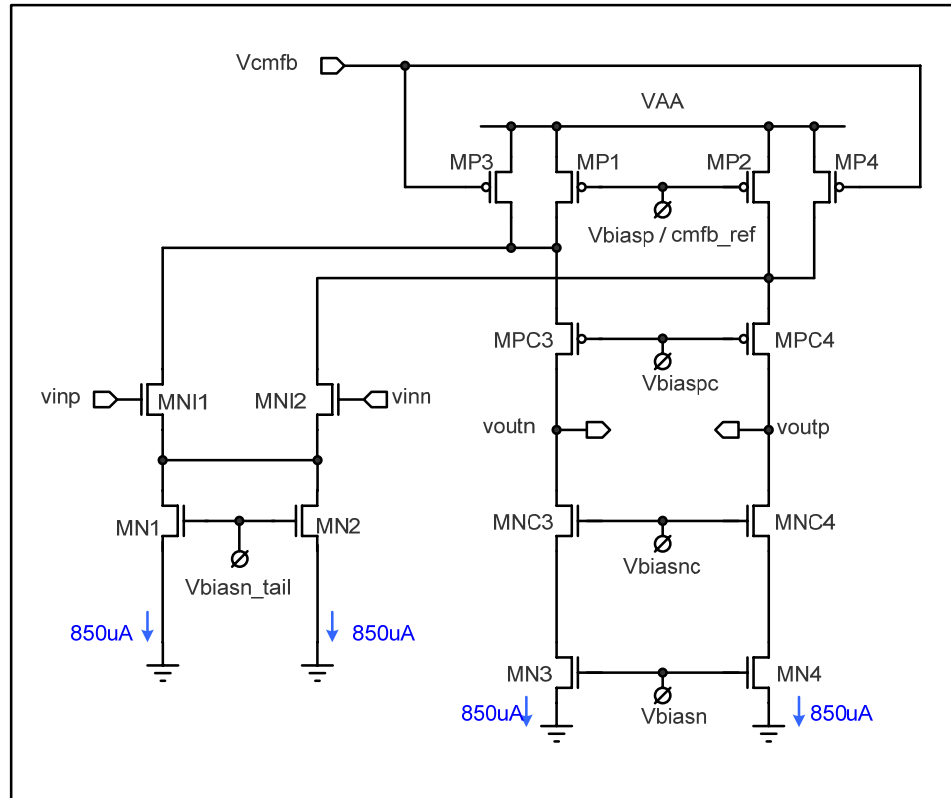 Vcmfb
VAA
MP3
MP1
MP2
MP4
Vbiasp / cmfb_ref
MPC3
MPC4
Vbiaspc
vinp
MNI1
MNI2
vinn
voutn
voutp
MN1
MN2
MNC3
MNC4
Vbiasn_tail
Vbiasnc
850uA
850uA
MN3
MN4
Vbiasn
850uA
850uA